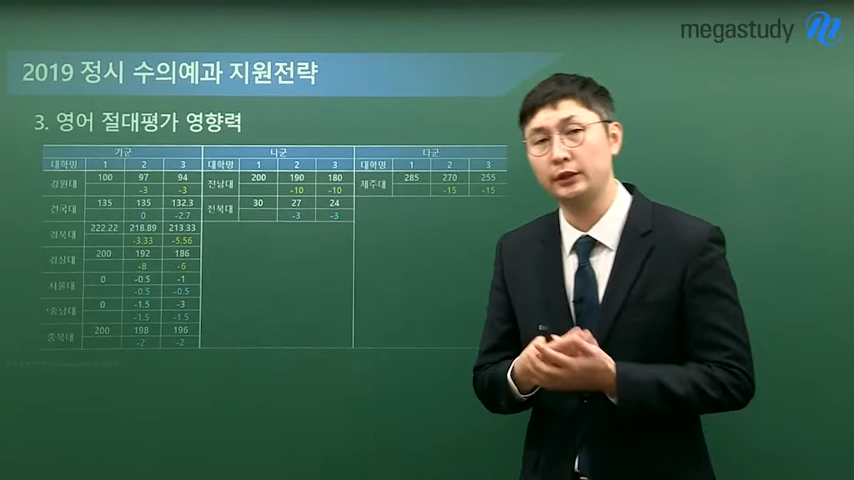 megastudy
2019 정시 수의예과 지원전략
3. 영어 절대평가 영향력
가군 나군 다군
대학명 1 2 3 대학명 1 2 3 대학명 1 2 3
강원대 100 97 94 전남대 200 190 180 제주대 285 270 255
-3 -3 -10 -10 -15 -15
건국대 135 135 132.3 전북대 30 27 24
0 -2.7 -3 -3
경북대 222.22 218.89 213.33
-3.33 -5.56
경상대 200 192 186
-8 -6
서울대 0 -0.5 -1
-0.5 -0.5
*충남대 0 -1.5 -3
-1.5 -1.5
충북대 200 198 196
-2 -2